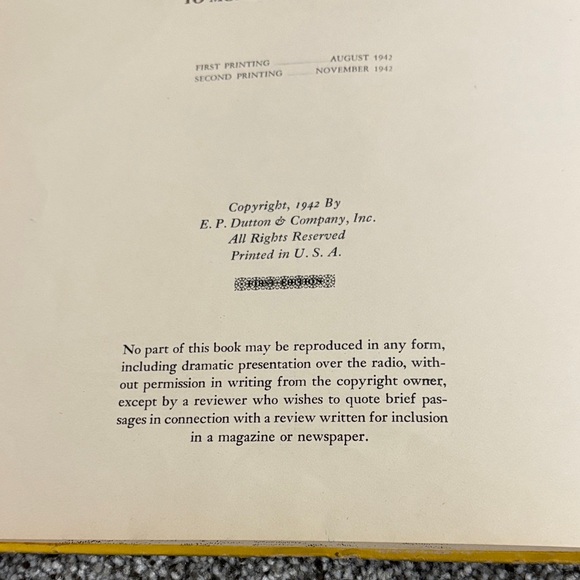 TO
FIRST PRINTING AUGUST 1942
SECOND PRINTING NOVEMBER 1942
Copyright, 1942 By
E. P. Dutton & Company, Inc.
All Rights Reserved
Printed in U. S. A.
FIRST EDITION
No part of this book may be reproduced in any form,
including dramatic presentation over the radio, with-
out permission in writing from the copyright owner,
except by a reviewer who wishes to quote brief pas-
sages in connection with a review written for inclusion
in a magazine or newspaper.